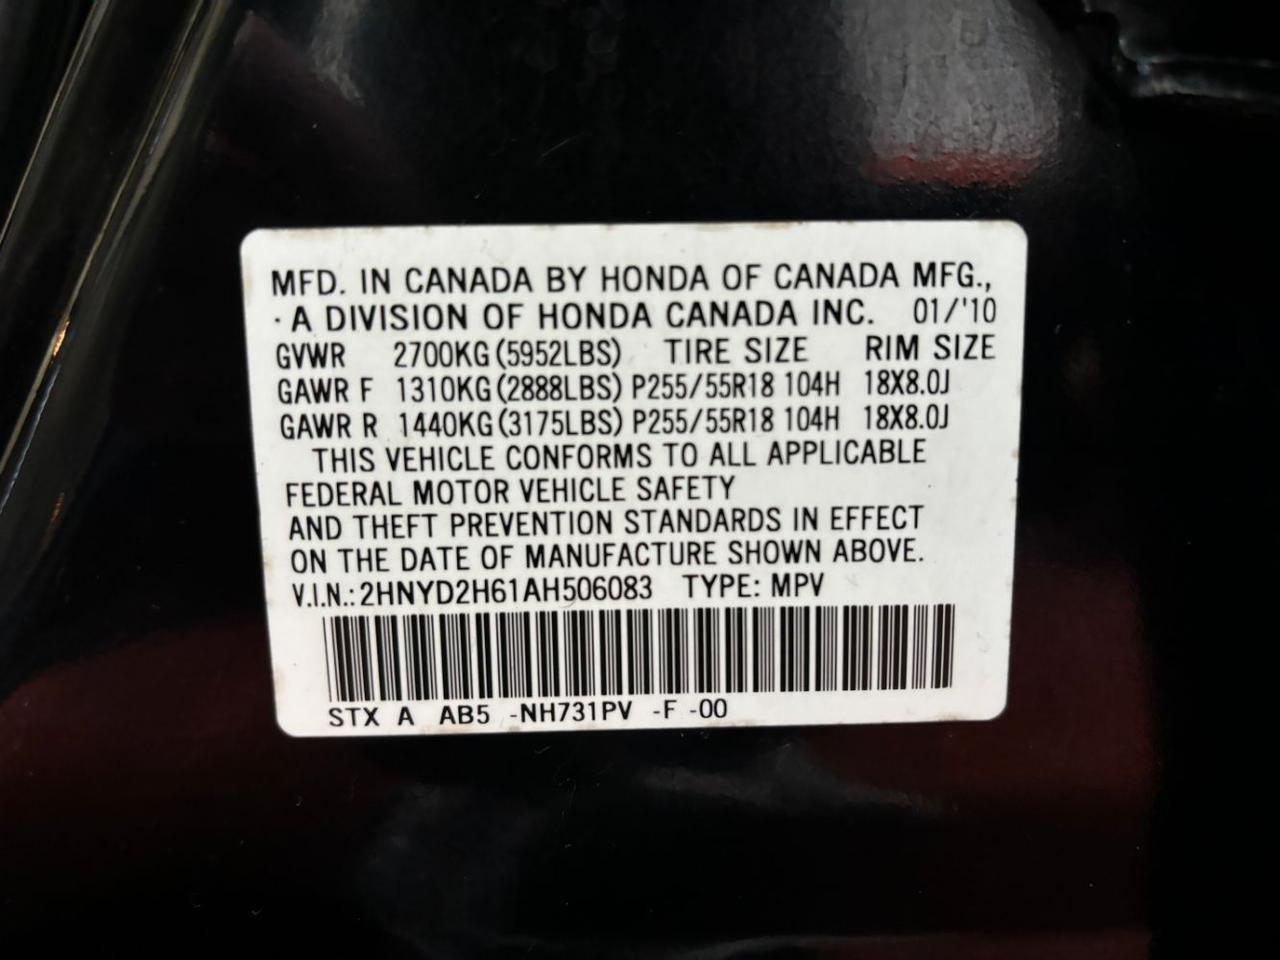 MFD. IN CANADA BY HONDA OF CANADA MFG.,
· A DIVISION OF HONDA CANADA INC. 01/'10
GVWR 2700KG (5952LBS) TIRE SIZE RIM SIZE
GAWR F 1310KG (2888LBS) P255/55R18 104H 18X8.0J
GAWR R 1440KG (3175LBS) P255/55R18 104H 18X8.0J
THIS VEHICLE CONFORMS TO ALL APPLICABLE
FEDERAL MOTOR VEHICLE SAFETY
AND THEFT PREVENTION STANDARDS IN EFFECT
ON THE DATE OF MANUFACTURE SHOWN ABOVE.
V.I.N.: 2HNYD2H61AH506083 TYPE: MPV
STX A AB5 -NH731PV -F -00